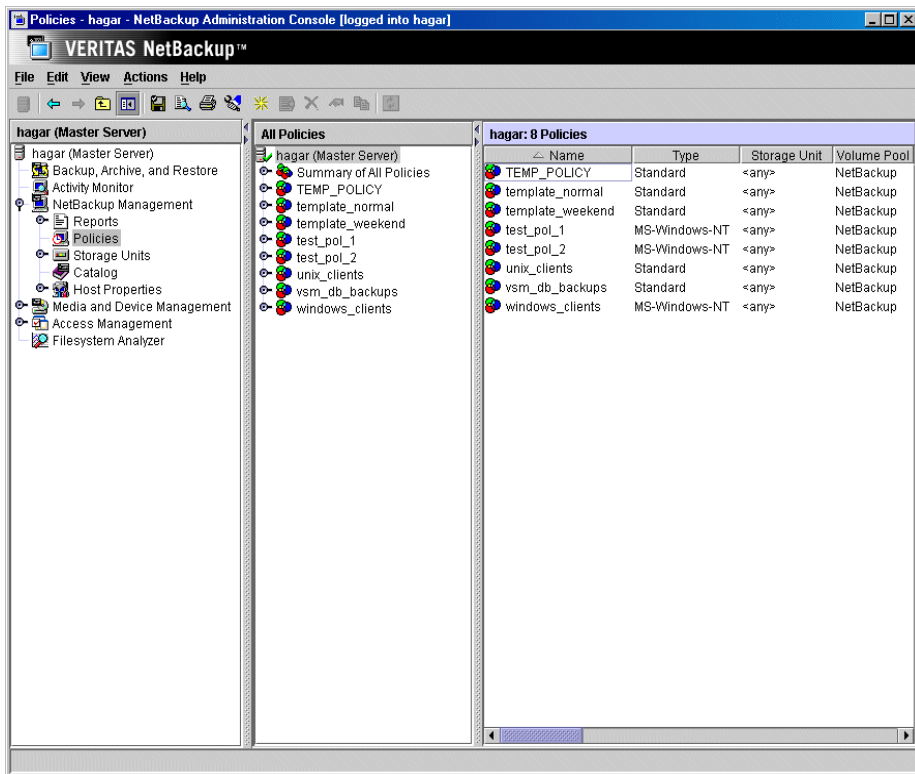 Policies - hagar - NetBackup Administration Console [logged into hagar]
VERITAS NetBackup™
File Edit View Actions Help
hagar (Master Server)
hagar (Master Server)
Backup, Archive, and Restore
Activity Monitor
NetBackup Management
Reports
Policies
Storage Units
Catalog
Host Properties
Media and Device Management
Access Management
Filesystem Analyzer
All Policies
hagar (Master Server)
Summary of All Policies
TEMP_POLICY
template_normal
template_weekend
test_pol_1
test_pol_2
unix_clients
vsm_db_backups
windows_clients
hagar: 8 Policies
Name Type Storage Unit Volume Pool
TEMP_POLICY Standard <any> NetBackup
template_normal Standard <any> NetBackup
template_weekend Standard <any> NetBackup
test_pol_1 MS-Windows-NT <any> NetBackup
test_pol_2 MS-Windows-NT <any> NetBackup
unix_clients Standard <any> NetBackup
vsm_db_backups Standard <any> NetBackup
windows_clients MS-Windows-NT <any> NetBackup